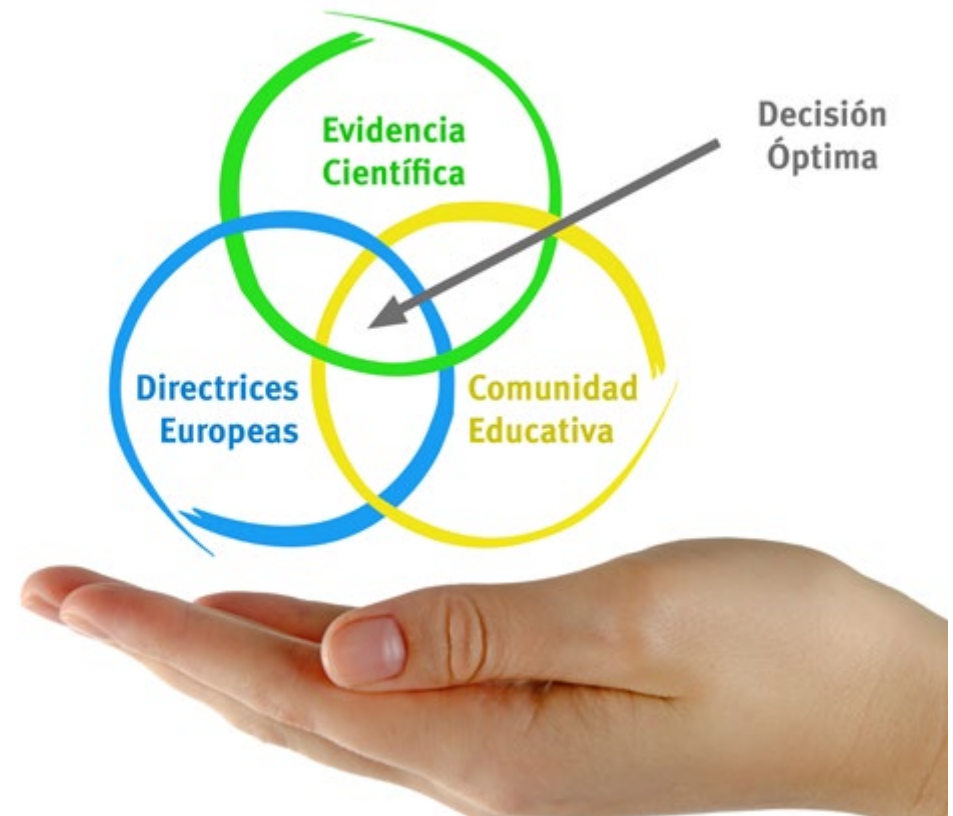 Evidencia
Científica
Decisión
Óptima
Directrices
Europeas
Comunidad
Educativa